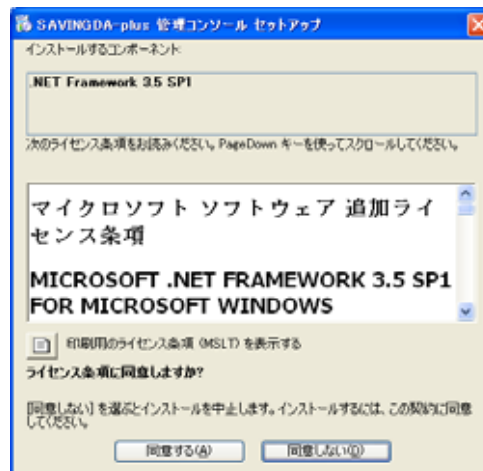 SAVINGDA-plus 管理コンソール セットアップ
インストールするコンポーネント:
.NET Framework 3.5 SP1
次のライセンス条項をお読みください。PageDown キーを使ってスクロールしてください。
マイクロソフト ソフトウェア 追加ライ
センス条項
MICROSOFT .NET FRAMEWORK 3.5 SP1
FOR MICROSOFT WINDOWS
印刷用のライセンス条項 (MSLT) を表示する
ライセンス条項に同意しますか?
[同意しない] を選ぶとインストールを中止します。インストールするには、この契約に同意
してください。
同意する(A)
同意しない(D)